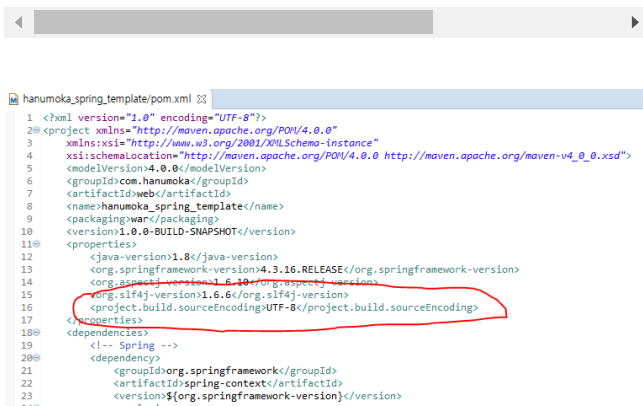 hanumoka_spring_template/pom.xml
1 <?xml version="1.0" encoding="UTF-8"?>
2 <project xmlns="http://maven.apache.org/POM/4.0.0"
3 xmlns:xsi="http://www.w3.org/2001/XMLSchema-instance"
4 xsi:schemaLocation="http://maven.apache.org/POM/4.0.0 http://maven.apache.org/maven-v4_0_0.xsd">
5 <modelVersion>4.0.0</modelVersion>
6 <groupId>com.hanumoka</groupId>
7 <artifactId>web</artifactId>
8 <name>hanumoka_spring_template</name>
9 <packaging>war</packaging>
10 <version>1.0.0-BUILD-SNAPSHOT</version>
11 <properties>
12 <java-version>1.8</java-version>
13 <org.springframework-version>4.3.16.RELEASE</org.springframework-version>
14 <org.aspectj-version>1.6.10</org.aspectj-version>
15 <org.slf4j-version>1.6.6</org.slf4j-version>
16 <project.build.sourceEncoding>UTF-8</project.build.sourceEncoding>
17 </properties>
18 <dependencies>
19 <!-- Spring -->
20 <dependency>
21 <groupId>org.springframework</groupId>
22 <artifactId>spring-context</artifactId>
23 <version>${org.springframework-version}</version>